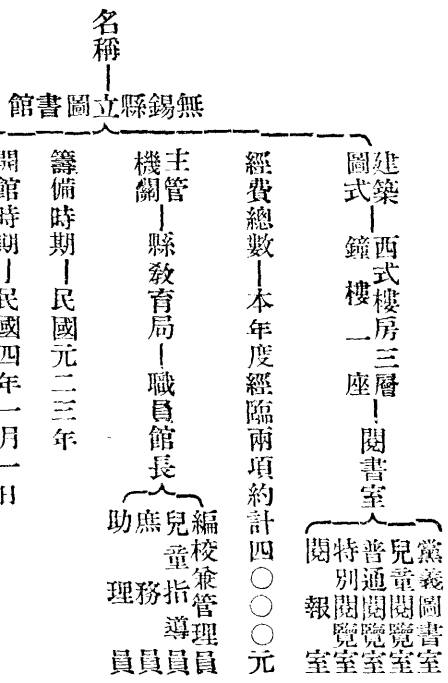 名稱
無錫縣立圖書館
建築圖式
西式樓房三層
鐘樓一座
閱書室
黨義圖書室
兒童閱覽室
普通閱覽室
特別閱覽室
閱報室
經費總數
本年度經臨兩項約計四〇〇〇元
主管機關
縣敎育局
職員館長
編校兼管理員
兒童指導員
庶務員
助理員
籌備時期
民國元二三年
開館時期
民國四年一月一日